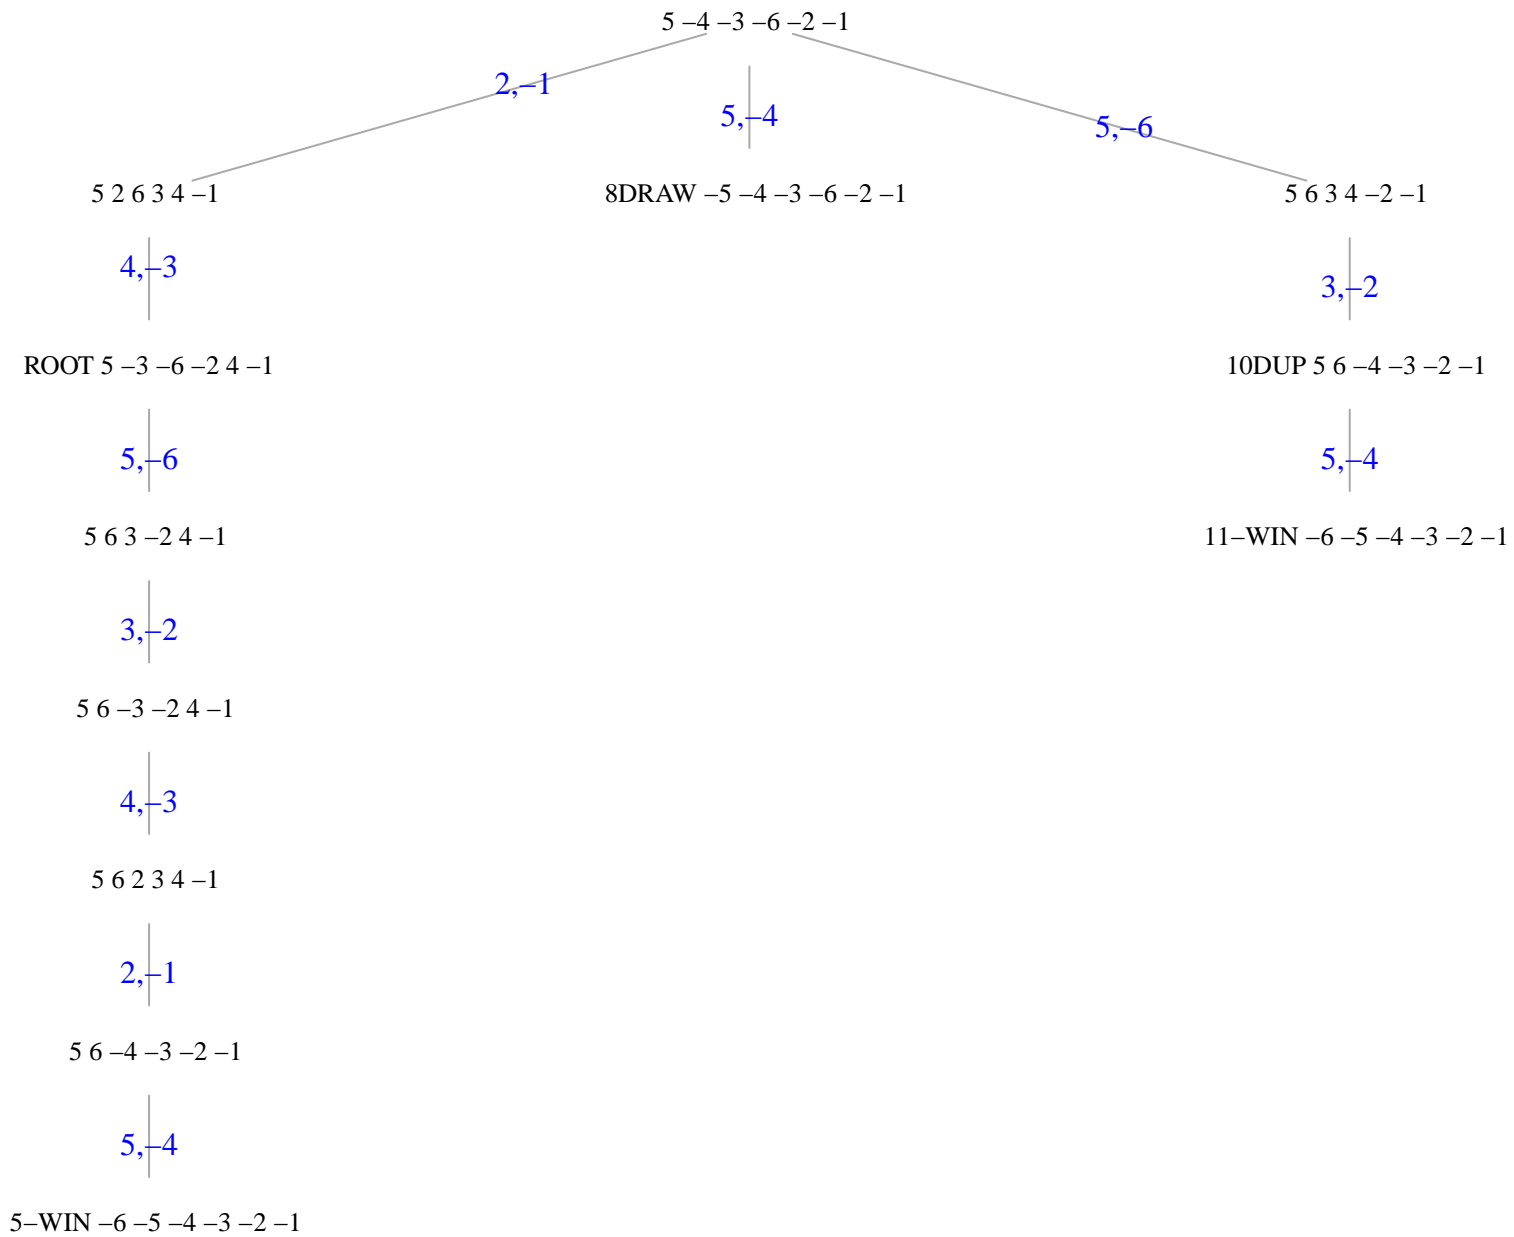 5 –4 –3 –6 –2 –1
2,–1
5,–4
5,–6
5 2 6 3 4 –1
8DRAW –5 –4 –3 –6 –2 –1
5 6 3 4 –2 –1
4,–3
3,–2
ROOT 5 –3 –6 –2 4 –1
10DUP 5 6 –4 –3 –2 –1
5,–6
5,–4
5 6 3 –2 4 –1
11–WIN –6 –5 –4 –3 –2 –1
3,–2
5 6 –3 –2 4 –1
4,–3
5 6 2 3 4 –1
2,–1
5 6 –4 –3 –2 –1
5,–4
5–WIN –6 –5 –4 –3 –2 –1